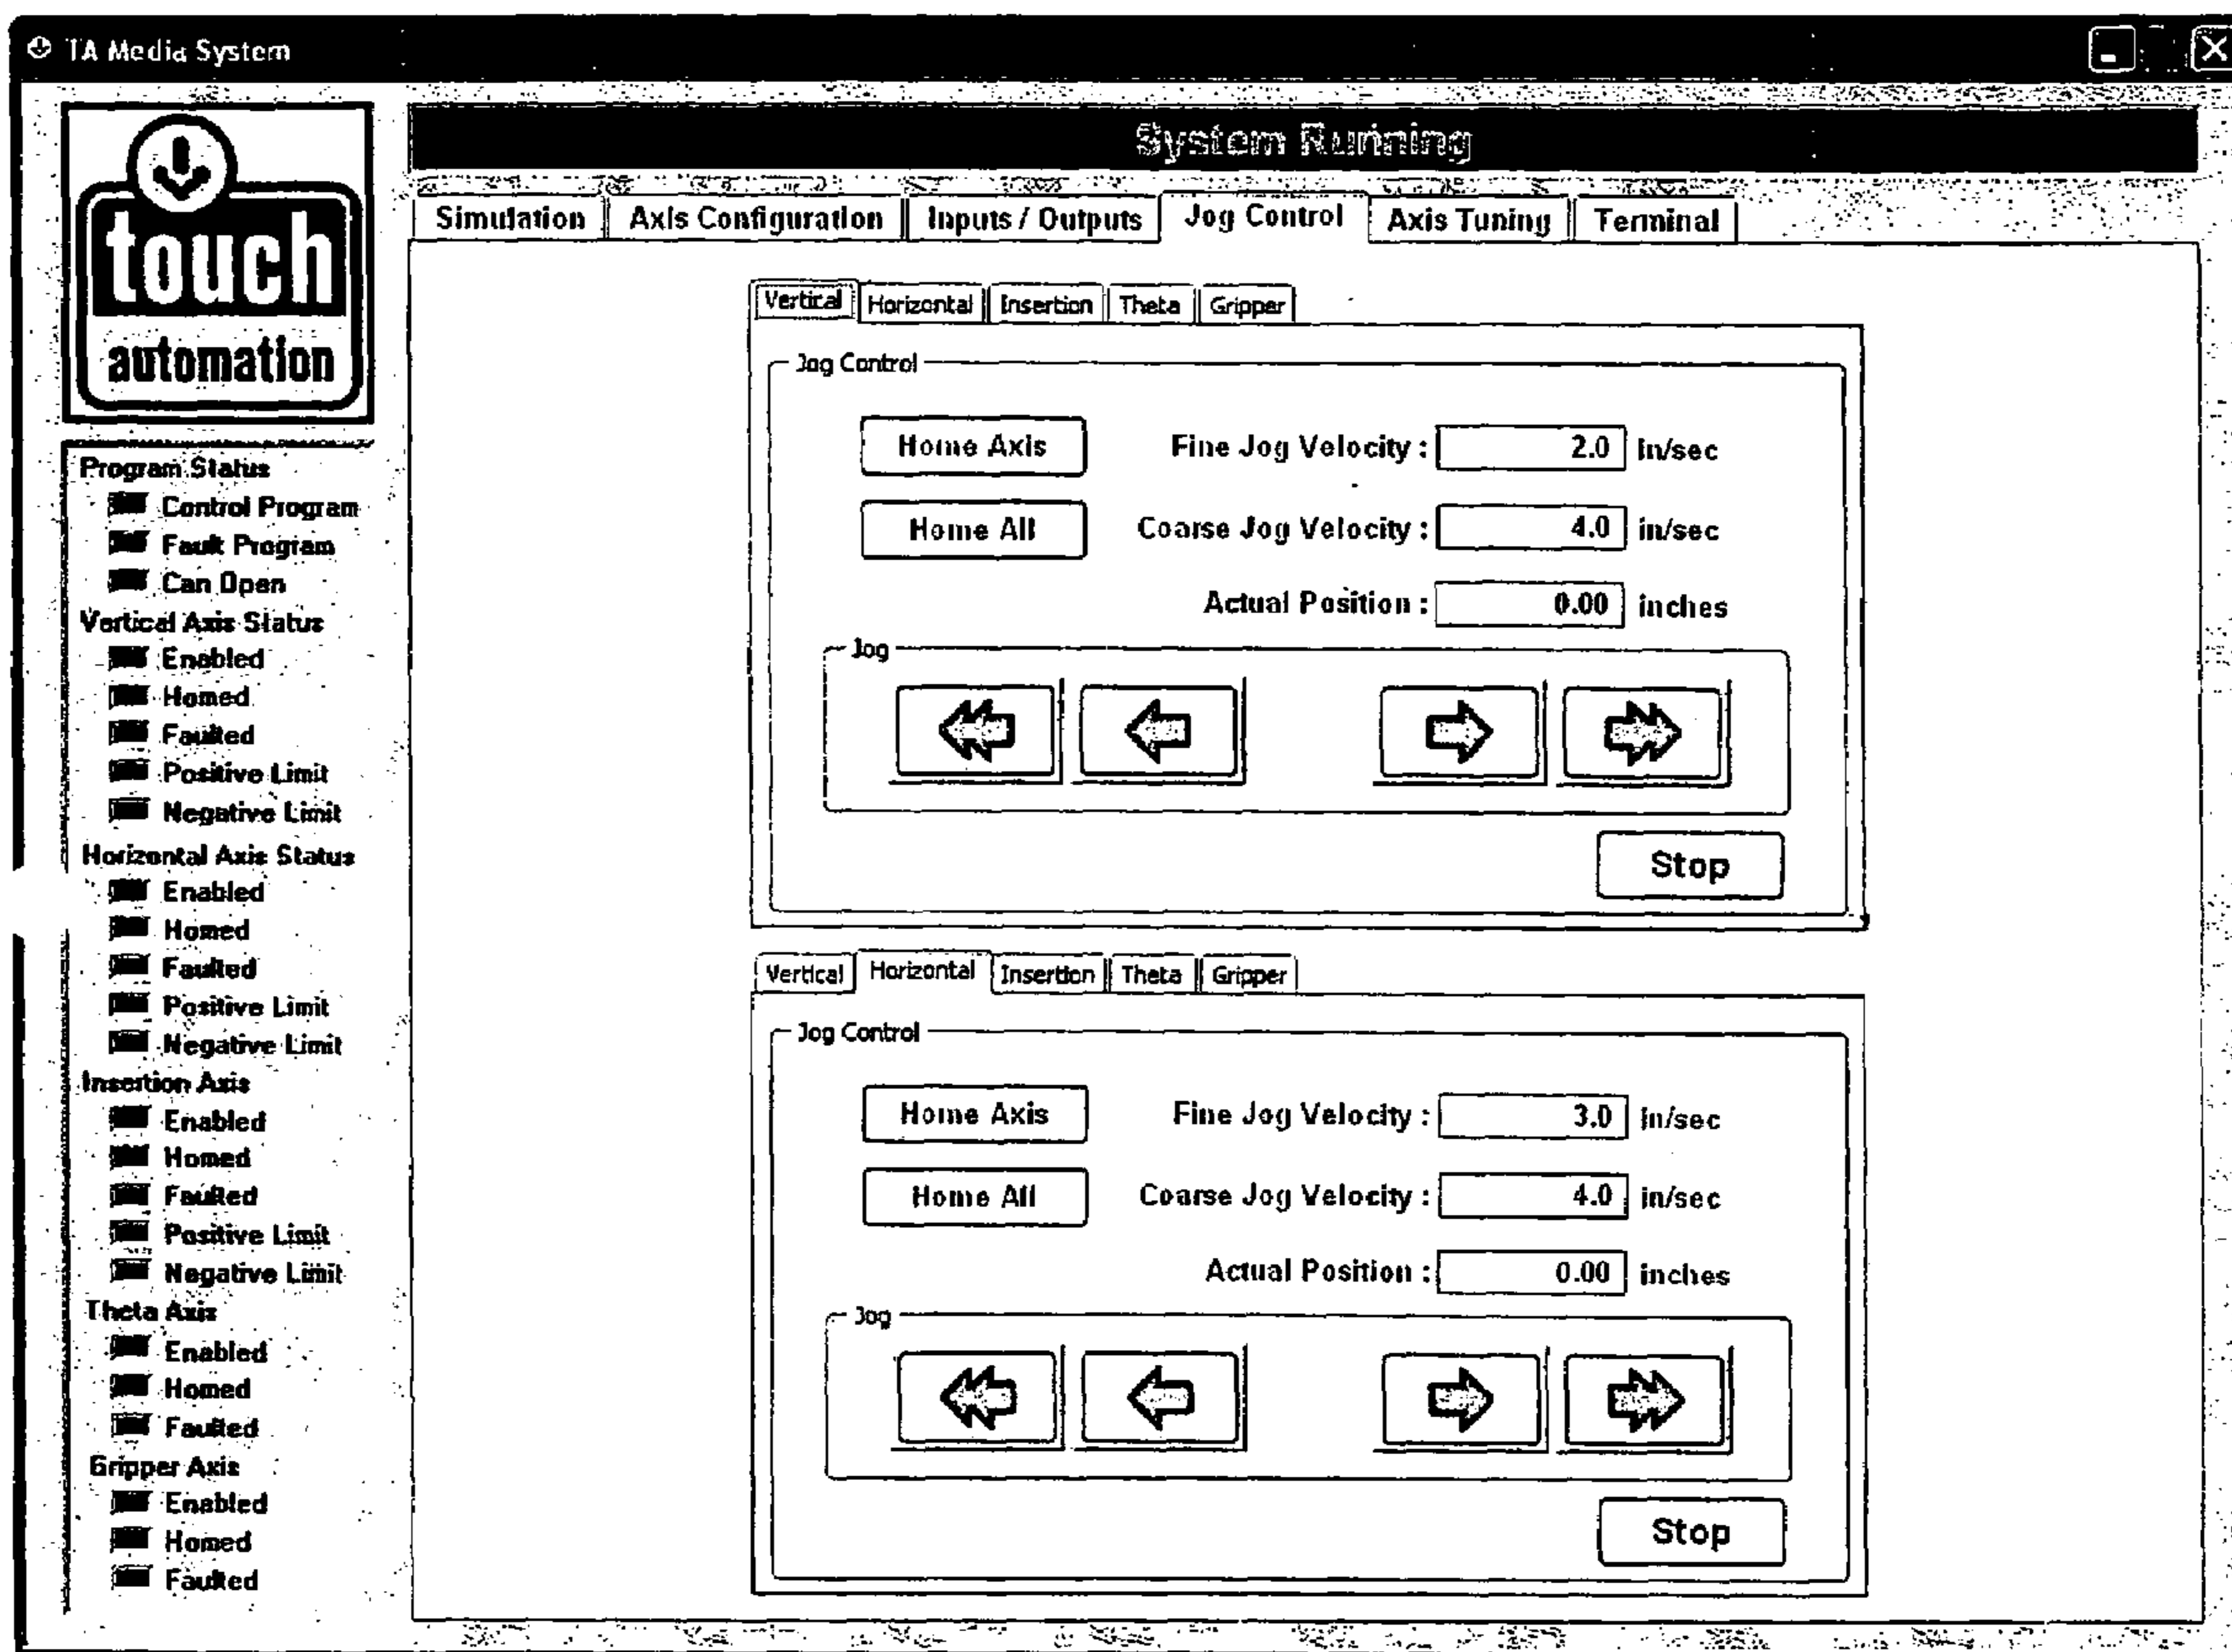 TA Media System
System Running
touch
automation
Simulation Axis Configuration Inputs / Outputs Jog Control Axis Tuning Terminal
Program Status
Control Program
Fault Program
Can Open
Vertical Axis Status
Enabled
Homed
Faulted
Positive Limit
Negative Limit
Horizontal Axis Status
Enabled
Homed
Faulted
Positive Limit
Negative Limit
Insertion Axis
Enabled
Homed
Faulted
Positive Limit
Negative Limit
Theta Axis
Enabled
Homed
Faulted
Gripper Axis
Enabled
Homed
Faulted
Vertical Horizontal Insertion Theta Gripper
Jog Control
Home Axis Fine Jog Velocity : 2.0 in/sec
Home All Coarse Jog Velocity : 4.0 in/sec
Actual Position : 0.00 inches
Jog
Stop
Vertical Horizontal Insertion Theta Gripper
Jog Control
Home Axis Fine Jog Velocity : 3.0 in/sec
Home All Coarse Jog Velocity : 4.0 in/sec
Actual Position : 0.00 inches
Jog
Stop